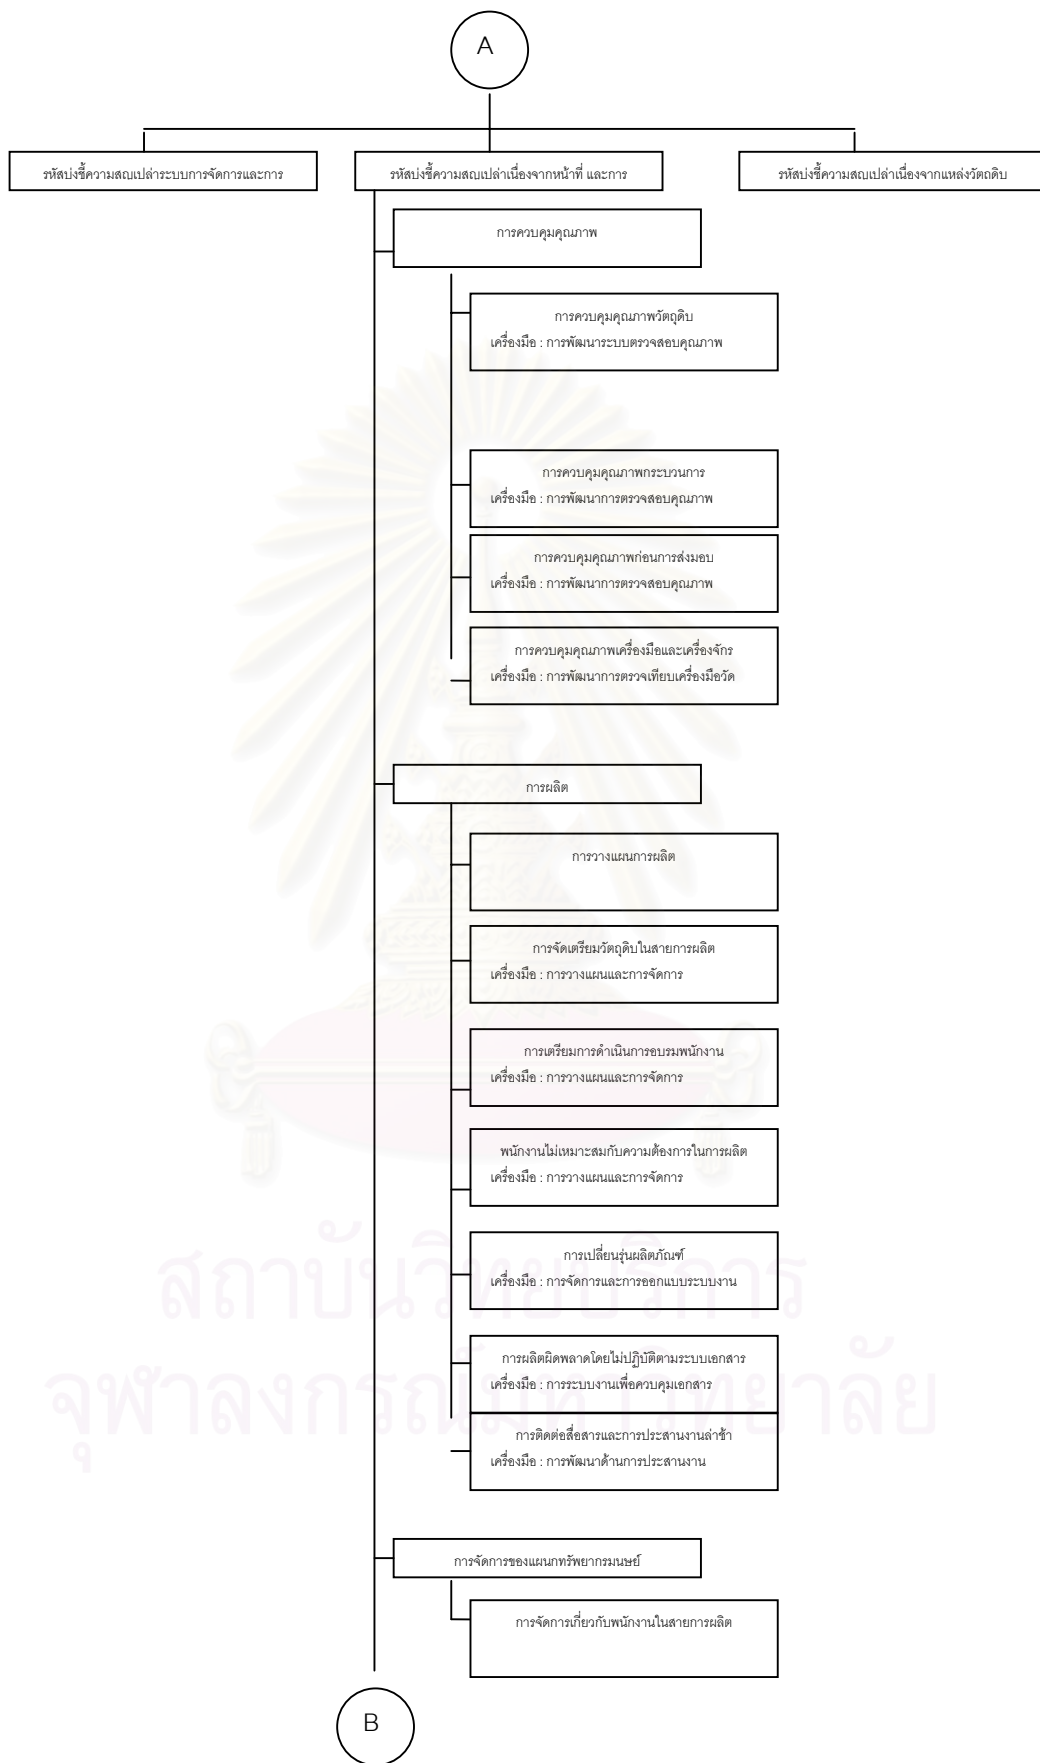 A
รหัสบ่งชี้ความสญเปล่าระบบการจัดการและการ
รหัสบ่งชี้ความสญเปล่าเนื่องจากหน้าที่ และการ
รหัสบ่งชี้ความสญเปล่าเนื่องจากแหล่งวัตถดิบ
การควบคุมคุณภาพ
การควบคุมคุณภาพวัตถุดิบ
เครื่องมือ : การพัฒนาระบบตรวจสอบคุณภาพ
การควบคุมคุณภาพกระบวนการ
เครื่องมือ : การพัฒนาการตรวจสอบคุณภาพ
การควบคุมคุณภาพก่อนการส่งมอบ
เครื่องมือ : การพัฒนาการตรวจสอบคุณภาพ
การควบคุมคุณภาพเครื่องมือและเครื่องจักร
เครื่องมือ : การพัฒนาการตรวจเทียบเครื่องมือวัด
การผลิต
การวางแผนการผลิต
การจัดเตรียมวัตถุดิบในสายการผลิต
เครื่องมือ : การวางแผนและการจัดการ
การเตรียมการดำเนินการอบรมพนักงาน
เครื่องมือ : การวางแผนและการจัดการ
พนักงานไม่เหมาะสมกับความต้องการในการผลิต
เครื่องมือ : การวางแผนและการจัดการ
การเปลี่ยนรุ่นผลิตภัณฑ์
เครื่องมือ : การจัดการและการออกแบบระบบงาน
สถาบันวิทยบริการ
การผลิตผิดพลาดโดยไม่ปฏิบัติตามระบบเอกสาร
เครื่องมือ : การระบบงานเพื่อควบคุมเอกสาร
จุฬาลงกรณ์มหาวิทยาลัย
การติดต่อสื่อสารและการประสานงานล่าช้า
เครื่องมือ : การพัฒนาด้านการประสานงาน
การจัดการของแผนกทรัพยากรมนษย์
การจัดการเกี่ยวกับพนักงานในสายการผลิต
B